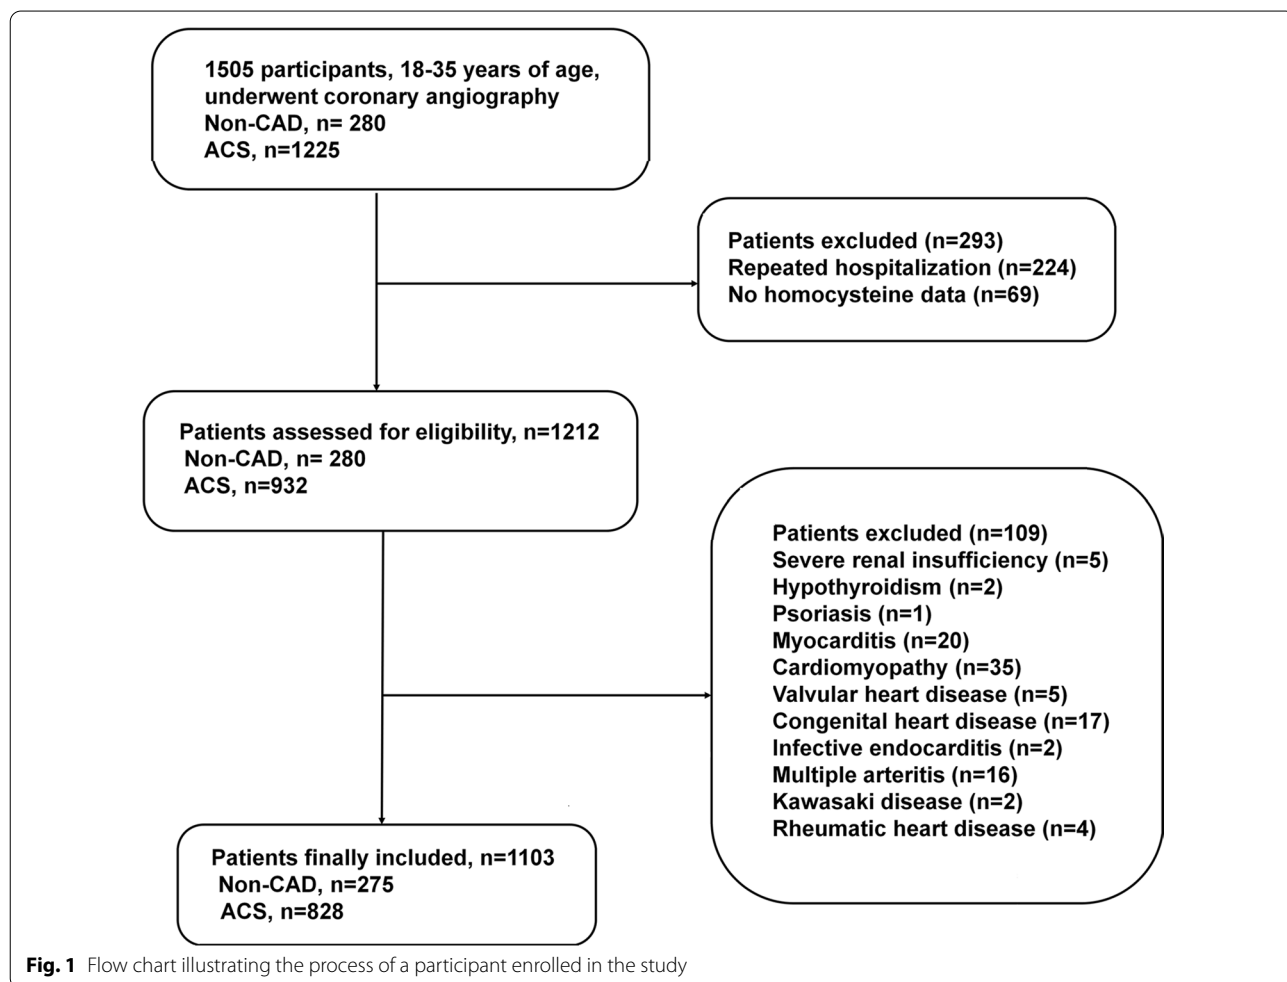 1505 participants, 18-35 years of age,
underwent coronary angiography
Non-CAD, n= 280
ACS, n=1225
Patients excluded (n=293)
Repeated hospitalization (n=224)
No homocysteine data (n=69)
Patients assessed for eligibility, n=1212
Non-CAD, n= 280
ACS, n=932
Patients excluded (n=109)
Severe renal insufficiency (n=5)
Hypothyroidism (n=2)
Psoriasis (n=1)
Myocarditis (n=20)
Cardiomyopathy (n=35)
Valvular heart disease (n=5)
Congenital heart disease (n=17)
Infective endocarditis (n=2)
Multiple arteritis (n=16)
Kawasaki disease (n=2)
Rheumatic heart disease (n=4)
Patients finally included, n=1103
Non-CAD, n=275
ACS, n=828
Fig. 1 Flow chart illustrating the process of a participant enrolled in the study